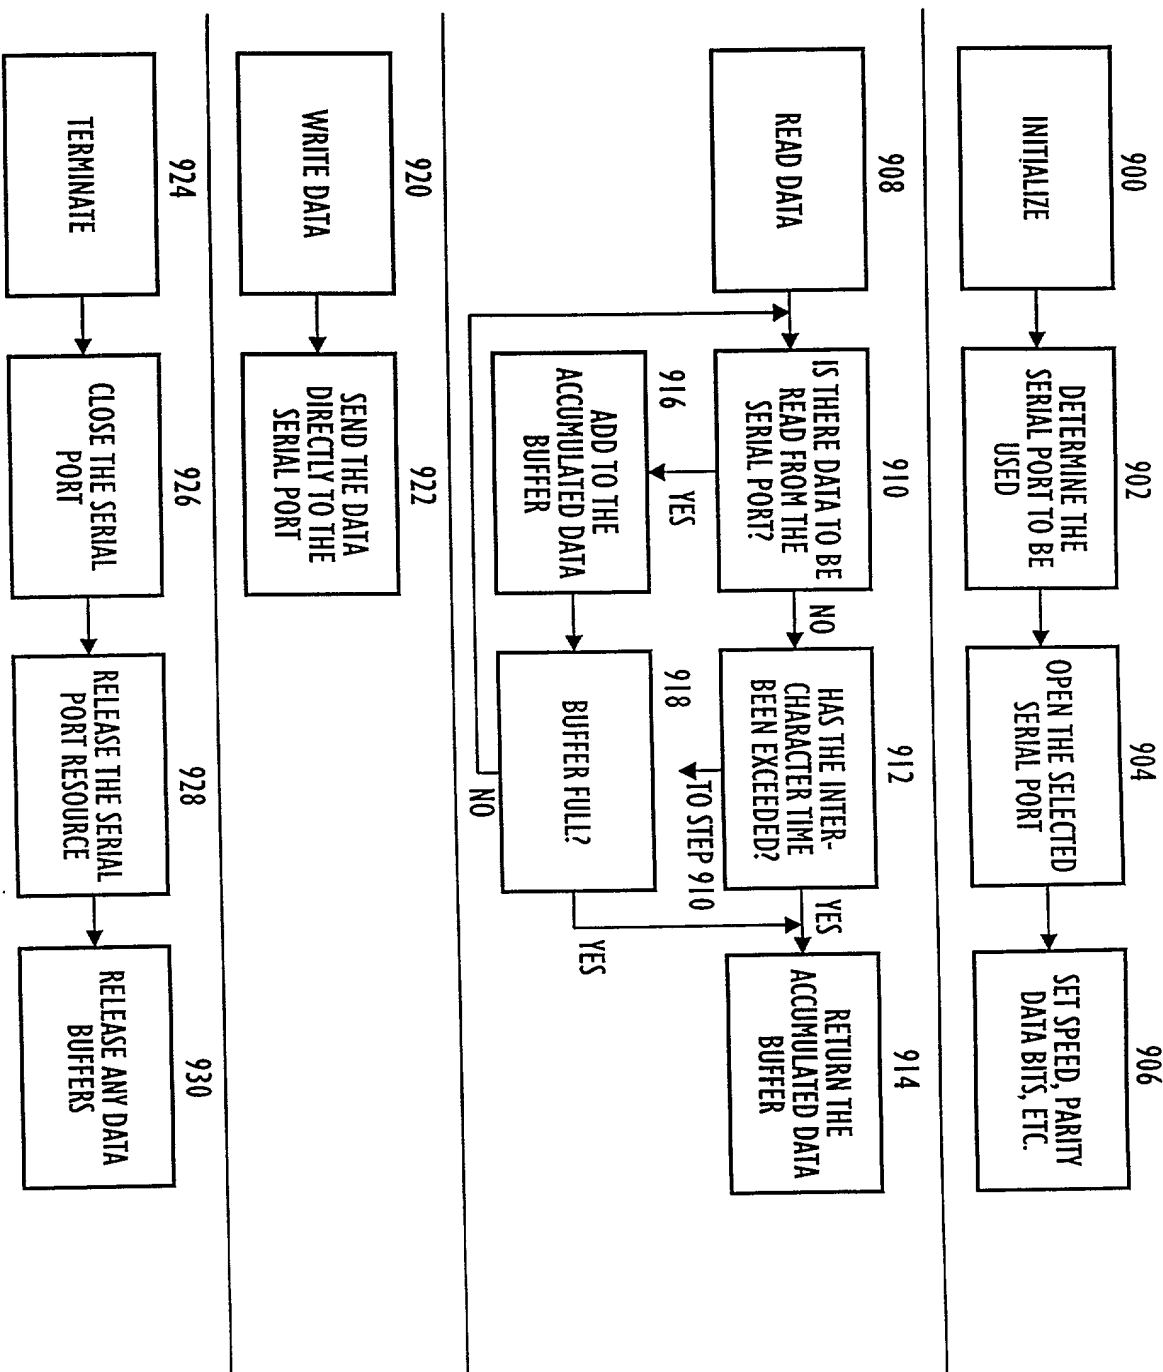 900
INITIALIZE
902
DETERMINE THE
SERIAL PORT TO BE
USED
904
OPEN THE SELECTED
SERIAL PORT
906
SET SPEED, PARITY
DATA BITS, ETC.
908
READ DATA
910
IS THERE DATA TO BE
READ FROM THE
SERIAL PORT?
NO
YES
912
HAS THE INTER-
CHARACTER TIME
BEEN EXCEEDED?
YES
TO STEP 910
914
RETURN THE
ACCUMULATED DATA
BUFFER
916
ADD TO THE
ACCUMULATED DATA
BUFFER
918
BUFFER FULL?
NO
YES
920
WRITE DATA
922
SEND THE DATA
DIRECTLY TO THE
SERIAL PORT
924
TERMINATE
926
CLOSE THE SERIAL
PORT
928
RELEASE THE SERIAL
PORT RESOURCE
930
RELEASE ANY DATA
BUFFERS